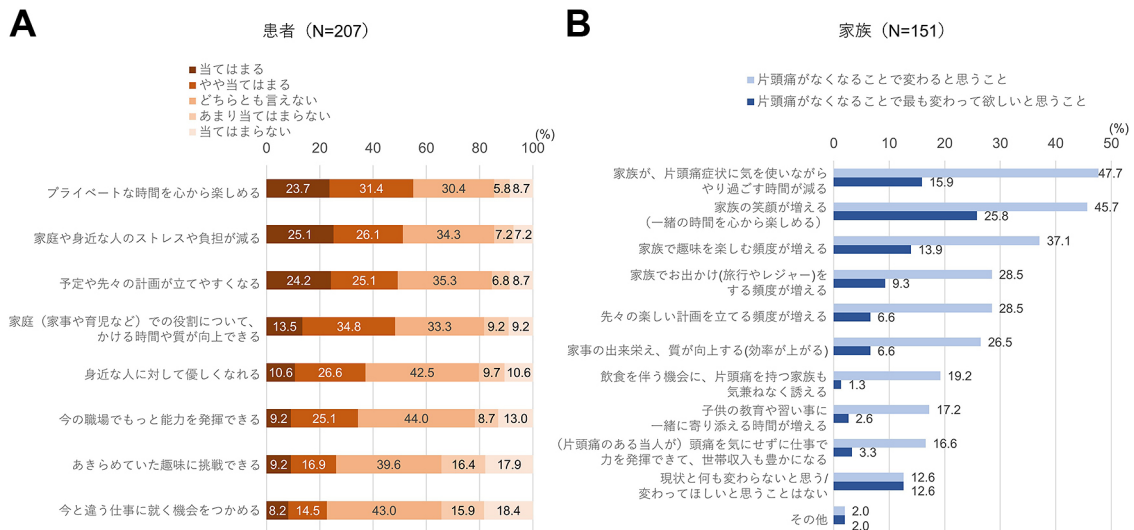 A
患者（N=207）
当てはまる
やや当てはまる
どちらとも言えない
あまり当てはまらない
当てはまらない
(%)
0 20 40 60 80 100
プライベートな時間を心から楽しめる 23.7 31.4 30.4 5.8 8.7
家庭や身近な人のストレスや負担が減る 25.1 26.1 34.3 7.2 7.2
予定や先々の計画が立てやすくなる 24.2 25.1 35.3 6.8 8.7
家庭（家事や育児など）での役割について、
かける時間や質が向上できる 13.5 34.8 33.3 9.2 9.2
身近な人に対して優しくなれる 10.6 26.6 42.5 9.7 10.6
今の職場でもっと能力を発揮できる 9.2 25.1 44.0 8.7 13.0
あきらめていた趣味に挑戦できる 9.2 16.9 39.6 16.4 17.9
今と違う仕事に就く機会をつかめる 8.2 14.5 43.0 15.9 18.4
B
家族（N=151）
片頭痛がなくなることで変わると思うこと
片頭痛がなくなることで最も変わって欲しいと思うこと
(%)
0 10 20 30 40 50
家族が、片頭痛症状に気を使いながら 47.7
やり過ごす時間が減る 15.9
家族の笑顔が増える 45.7
（一緒の時間を心から楽しめる） 25.8
家族で趣味を楽しむ頻度が増える 37.1
13.9
家族でお出かけ(旅行やレジャー)を 28.5
する頻度が増える 9.3
先々の楽しい計画を立てる頻度が増える 28.5
6.6
家事の出来栄え、質が向上する(効率が上がる) 26.5
6.6
飲食を伴う機会に、片頭痛を持つ家族も 19.2
気兼ねなく誘える 1.3
子供の教育や習い事に 17.2
一緒に寄り添える時間が増える 2.6
（片頭痛のある当人が）頭痛を気にせずに仕事で 16.6
力を発揮できて、世帯収入も豊かになる 3.3
現状と何も変わらないと思う/ 12.6
変わってほしいと思うことはない 12.6
その他 2.0
2.0